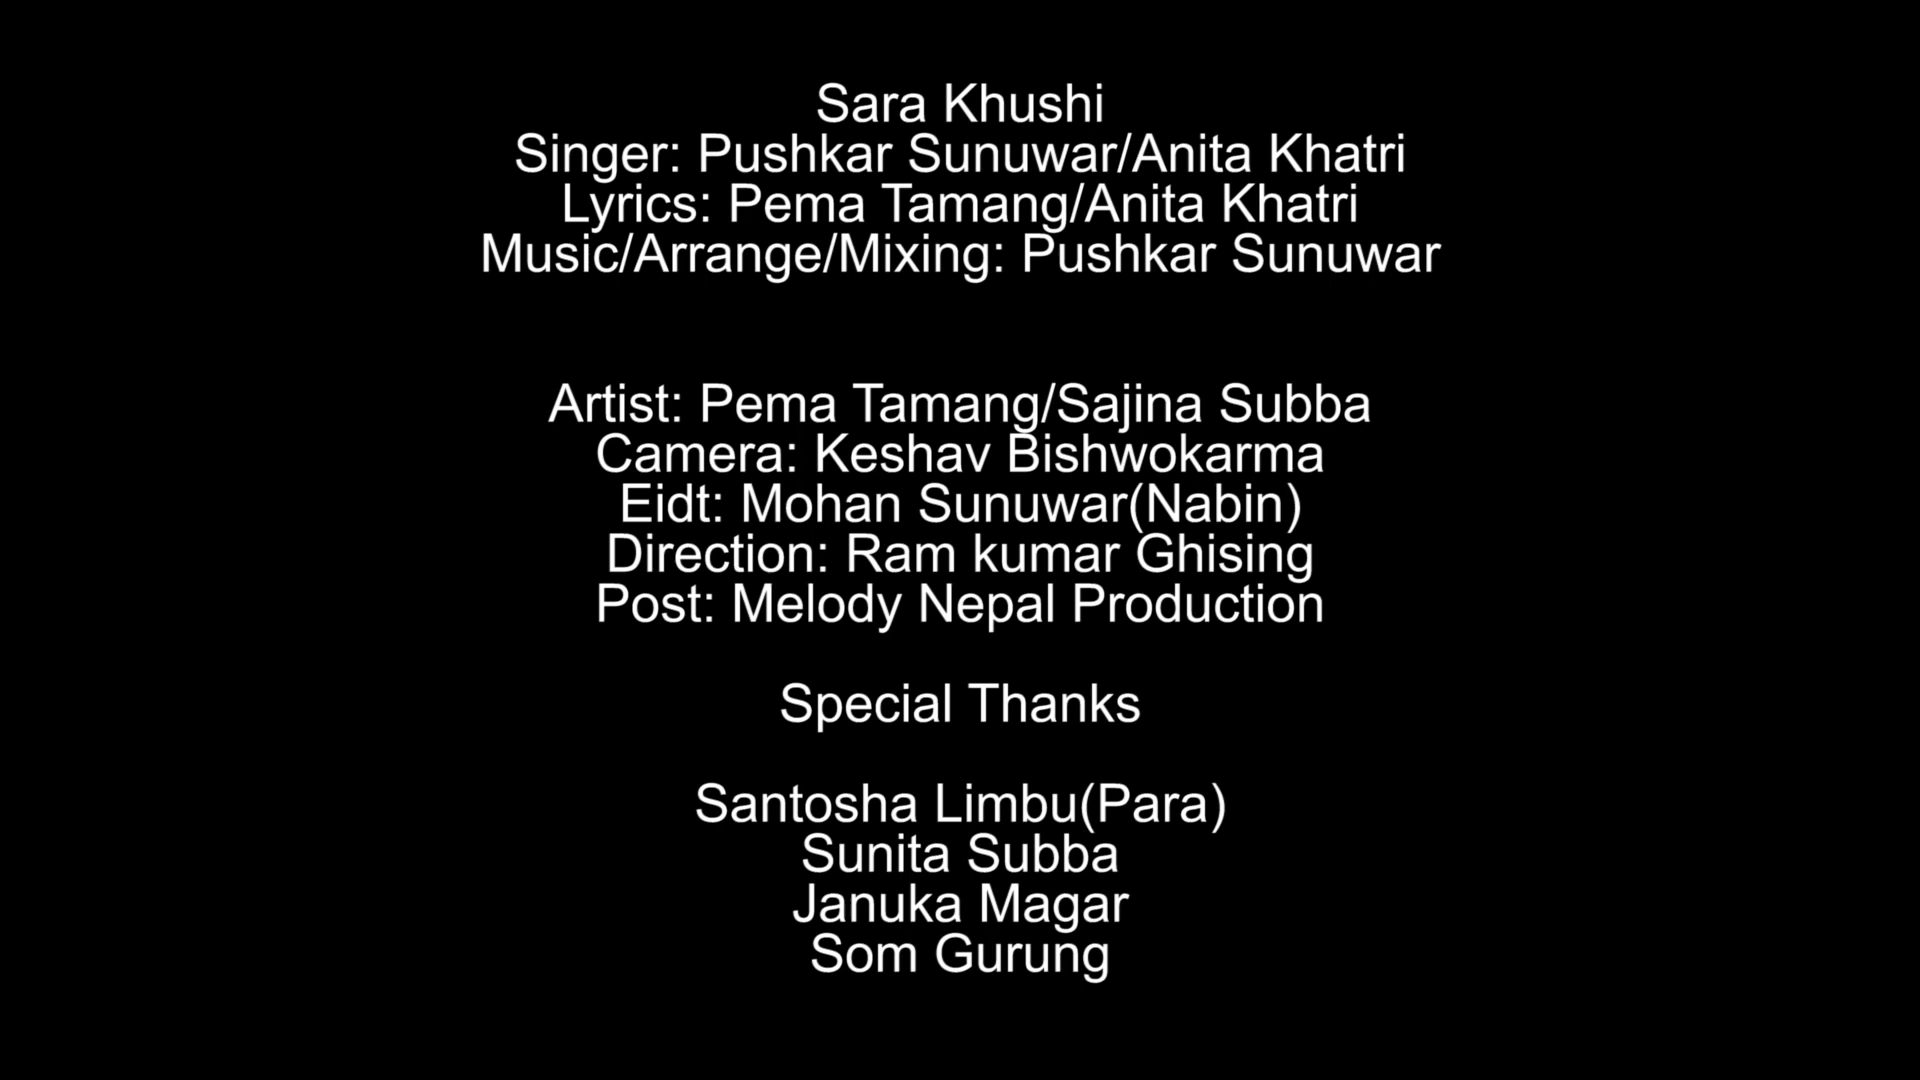 Sara Khushi
Singer: Pushkar Sunuwar/Anita Khatri
Lyrics: Pema Tamang/Anita Khatri
Music/Arrange/Mixing: Pushkar Sunuwar
Artist: Pema Tamang/Sajina Subba
Camera: Keshav Bishwokarma
Eidt: Mohan Sunuwar(Nabin)
Direction: Ram kumar Ghising
Post: Melody Nepal Production
Special Thanks
Santosha Limbu(Para)
Sunita Subba
Januka Magar
Som Gurung